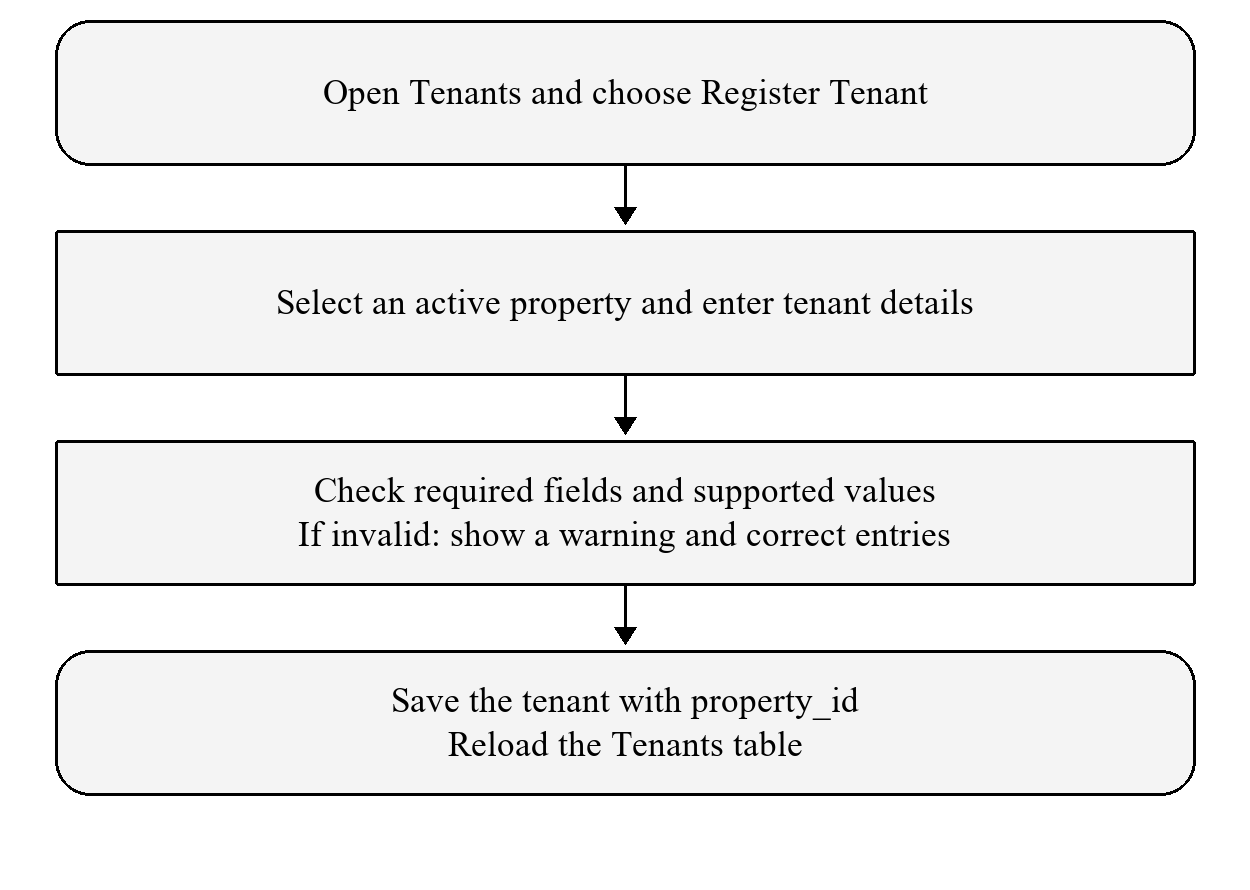 Open Tenants and choose Register Tenant
Select an active property and enter tenant details
Check required fields and supported values
If invalid: show a warning and correct entries
Save the tenant with property_id
Reload the Tenants table